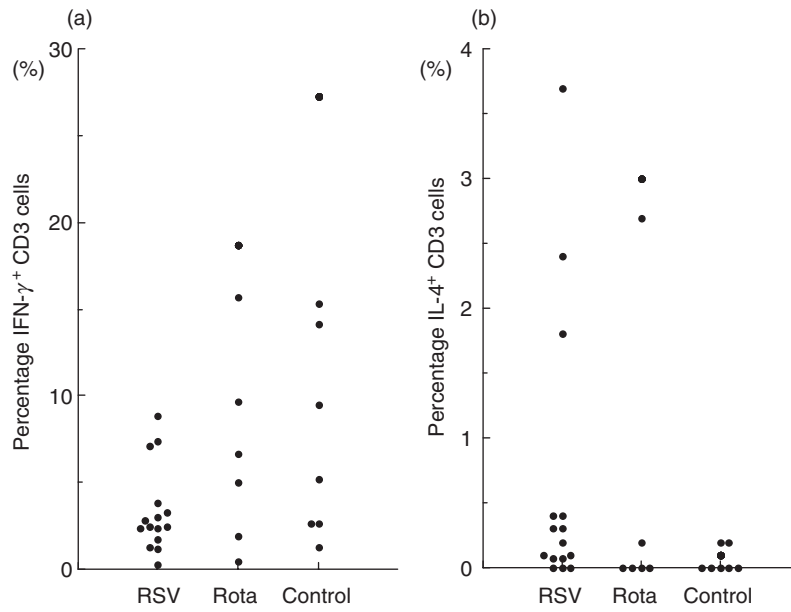 (a)
(%)
30
20
10
0
Percentage IFN-γ⁺ CD3 cells
RSV Rota Control
(b)
(%)
4
3
2
1
0
Percentage IL-4⁺ CD3 cells
RSV Rota Control